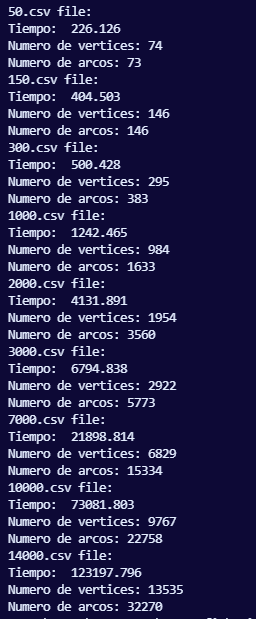 50.csv file:
Tiempo:  226.126
Numero de vertices: 74
Numero de arcos: 73
150.csv file:
Tiempo:  404.503
Numero de vertices: 146
Numero de arcos: 146
300.csv file:
Tiempo:  500.428
Numero de vertices: 295
Numero de arcos: 383
1000.csv file:
Tiempo:  1242.465
Numero de vertices: 984
Numero de arcos: 1633
2000.csv file:
Tiempo:  4131.891
Numero de vertices: 1954
Numero de arcos: 3560
3000.csv file:
Tiempo:  6794.838
Numero de vertices: 2922
Numero de arcos: 5773
7000.csv file:
Tiempo:  21898.814
Numero de vertices: 6829
Numero de arcos: 15334
10000.csv file:
Tiempo:  73081.803
Numero de vertices: 9767
Numero de arcos: 22758
14000.csv file:
Tiempo:  123197.796
Numero de vertices: 13535
Numero de arcos: 32270